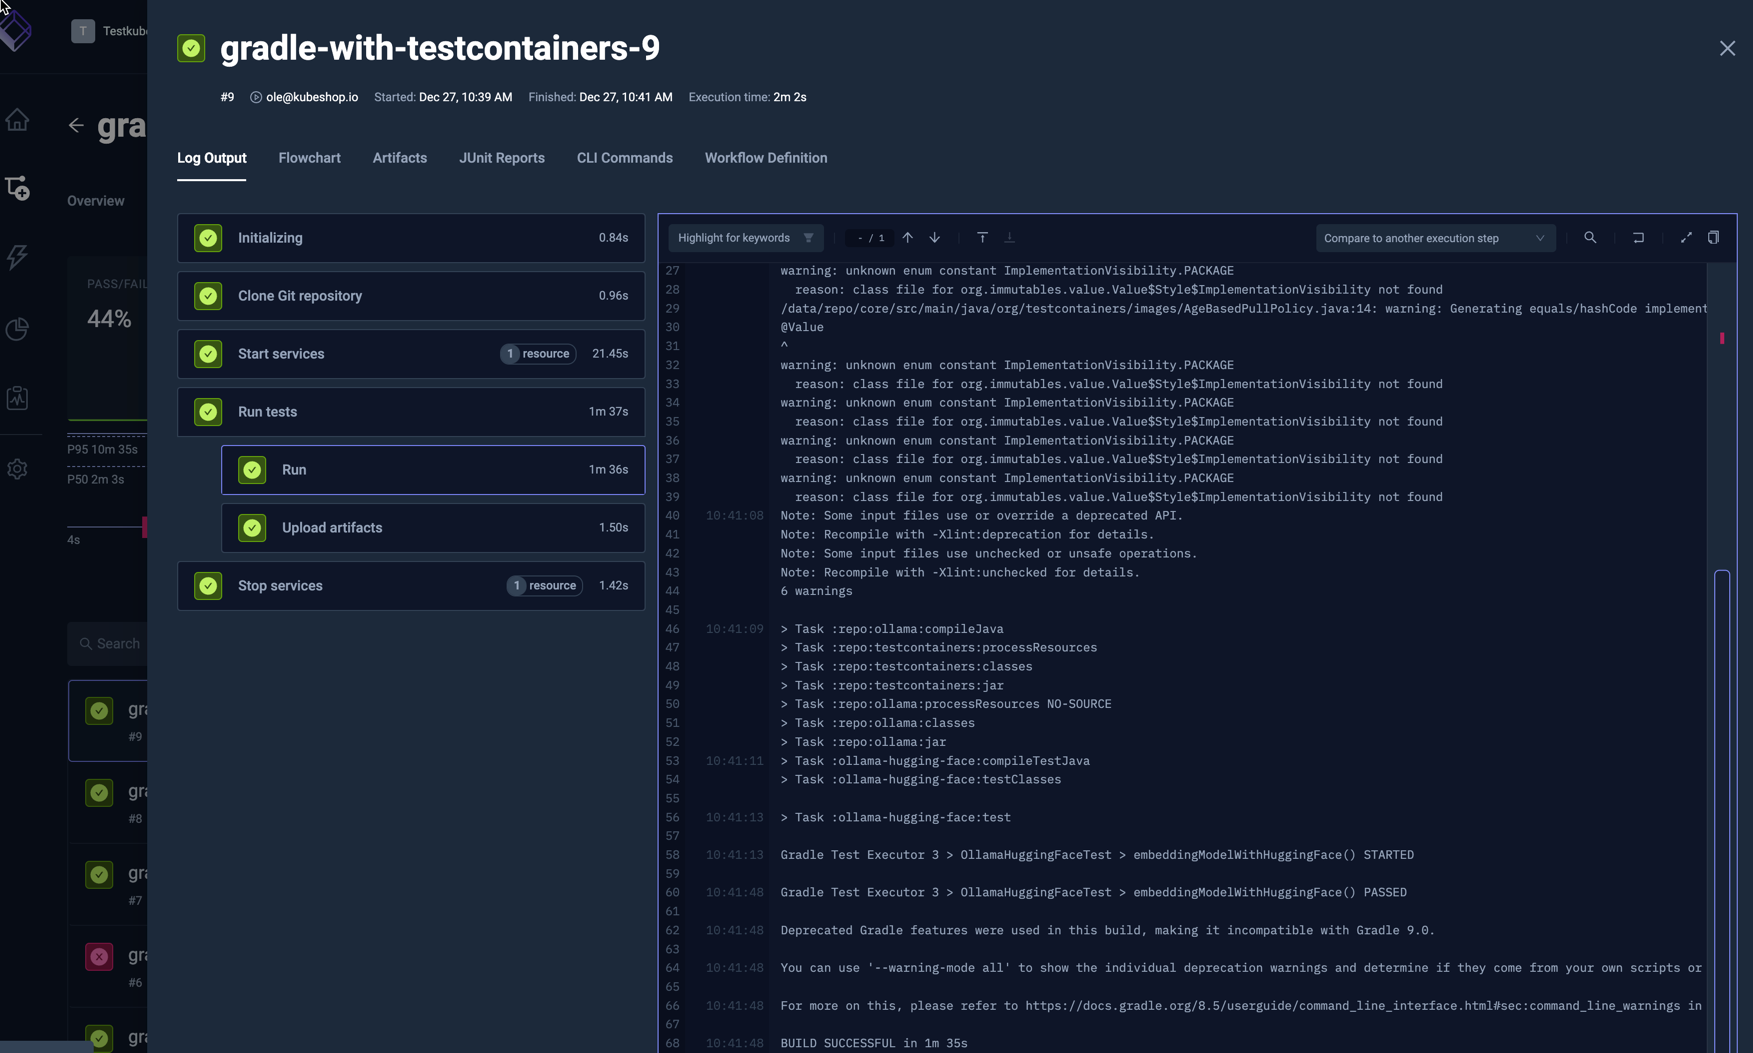 T Testkube
gradle-with-testcontainers-9
#9 ole@kubeshop.io Started: Dec 27, 10:39 AM Finished: Dec 27, 10:41 AM Execution time: 2m 2s
gra
Log Output Flowchart Artifacts JUnit Reports CLI Commands Workflow Definition
Overview
PASS/FAIL
44%
P95 10m 35s
P50 2m 3s
4s
Search
gra
#9
gra
#8
gra
#7
gra
#6
gra
Initializing 0.84s
Clone Git repository 0.96s
Start services 1 resource 21.45s
Run tests 1m 37s
Run 1m 36s
Upload artifacts 1.50s
Stop services 1 resource 1.42s
Highlight for keywords - / 1 Compare to another execution step
27 warning: unknown enum constant ImplementationVisibility.PACKAGE
28 reason: class file for org.immutables.value.Value$Style$ImplementationVisibility not found
29 /data/repo/core/src/main/java/org/testcontainers/images/AgeBasedPullPolicy.java:14: warning: Generating equals/hashCode implement
30 @Value
31 ^
32 warning: unknown enum constant ImplementationVisibility.PACKAGE
33 reason: class file for org.immutables.value.Value$Style$ImplementationVisibility not found
34 warning: unknown enum constant ImplementationVisibility.PACKAGE
35 reason: class file for org.immutables.value.Value$Style$ImplementationVisibility not found
36 warning: unknown enum constant ImplementationVisibility.PACKAGE
37 reason: class file for org.immutables.value.Value$Style$ImplementationVisibility not found
38 warning: unknown enum constant ImplementationVisibility.PACKAGE
39 reason: class file for org.immutables.value.Value$Style$ImplementationVisibility not found
40 10:41:08 Note: Some input files use or override a deprecated API.
41 Note: Recompile with -Xlint:deprecation for details.
42 Note: Some input files use unchecked or unsafe operations.
43 Note: Recompile with -Xlint:unchecked for details.
44 6 warnings
45
46 10:41:09 > Task :repo:ollama:compileJava
47 > Task :repo:testcontainers:processResources
48 > Task :repo:testcontainers:classes
49 > Task :repo:testcontainers:jar
50 > Task :repo:ollama:processResources NO-SOURCE
51 > Task :repo:ollama:classes
52 > Task :repo:ollama:jar
53 10:41:11 > Task :ollama-hugging-face:compileTestJava
54 > Task :ollama-hugging-face:testClasses
55
56 10:41:13 > Task :ollama-hugging-face:test
57
58 10:41:13 Gradle Test Executor 3 > OllamaHuggingFaceTest > embeddingModelWithHuggingFace() STARTED
59
60 10:41:48 Gradle Test Executor 3 > OllamaHuggingFaceTest > embeddingModelWithHuggingFace() PASSED
61
62 10:41:48 Deprecated Gradle features were used in this build, making it incompatible with Gradle 9.0.
63
64 10:41:48 You can use '--warning-mode all' to show the individual deprecation warnings and determine if they come from your own scripts or
65
66 10:41:48 For more on this, please refer to https://docs.gradle.org/8.5/userguide/command_line_interface.html#sec:command_line_warnings in
67
68 10:41:48 BUILD SUCCESSFUL in 1m 35s